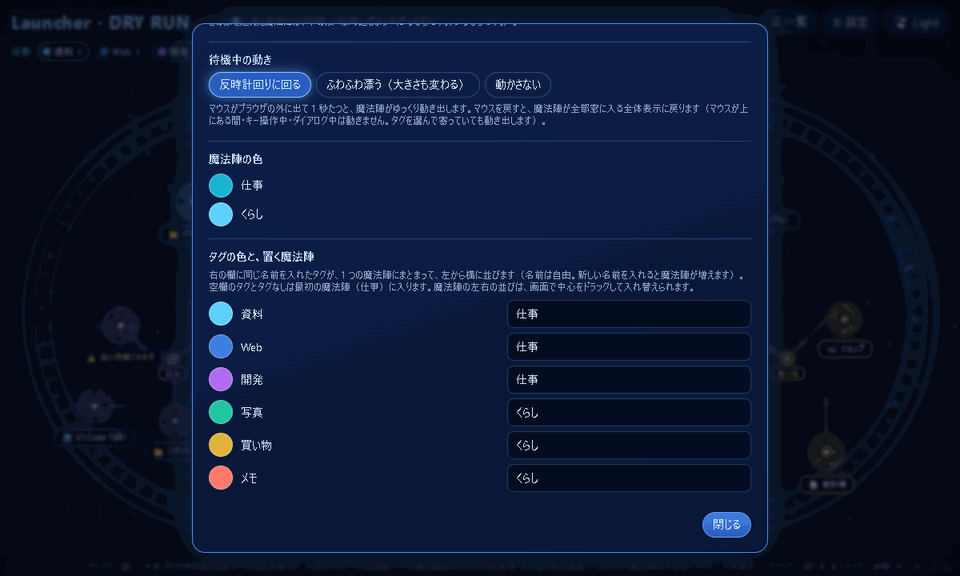 Launcher · DRY RUN
一覧
設定
Light
仕事
資料
Web
開発
待機中の動き
反時計回りに回る
ふわふわ漂う（大きさも変わる）
動かさない
マウスがブラウザの外に出て 1 秒たつと、魔法陣がゆっくり動き出します。マウスを戻すと、魔法陣が全部窓に入る全体表示に戻ります（マウスが上
にある間・キー操作中・ダイアログ中は動きません。タグを選んで寄っていても動き出します）。
魔法陣の色
仕事
くらし
タグの色と、置く魔法陣
右の欄に同じ名前を入れたタグが、1 つの魔法陣にまとまって、左から横に並びます（名前は自由。新しい名前を入れると魔法陣が増えます）。
空欄のタグとタグなしは最初の魔法陣（仕事）に入ります。魔法陣の左右の並びは、画面で中心をドラッグして入れ替えられます。
資料
仕事
Web
仕事
開発
仕事
写真
くらし
買い物
くらし
メモ
くらし
閉じる